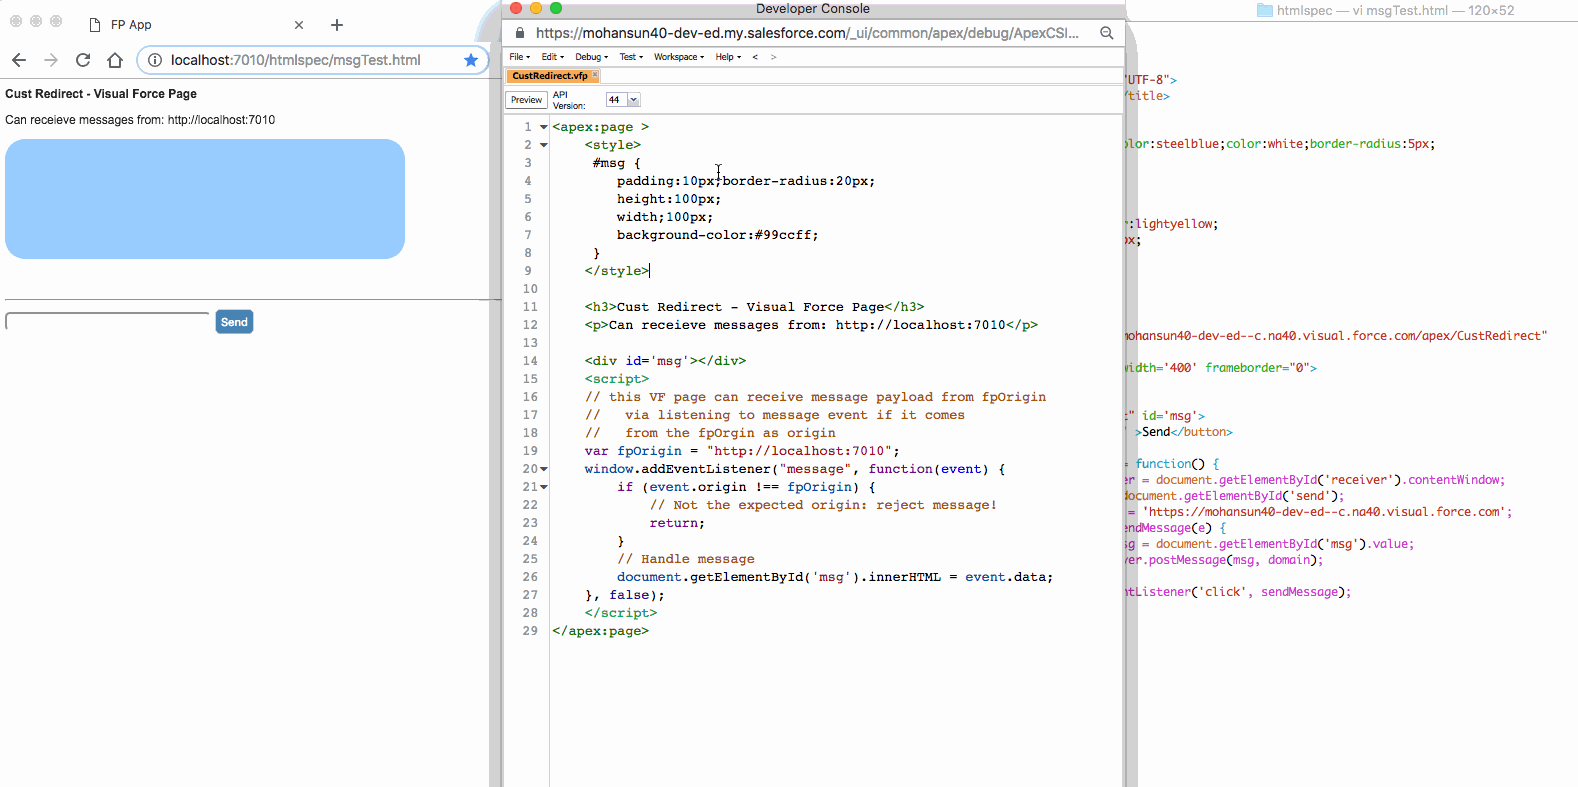 FP App
localhost:7010/htmlspec/msgTest.html
Cust Redirect - Visual Force Page
Can receieve messages from: http://localhost:7010
Send
Developer Console
https://mohansun40-dev-ed.my.salesforce.com/_ui/common/apex/debug/ApexCSI...
File Edit Debug Test Workspace Help < >
CustRedirect.vfp
Preview API Version: 44
1 <apex:page >
2 <style>
3 #msg {
4 padding:10px;border-radius:20px;
5 height:100px;
6 width;100px;
7 background-color:#99ccff;
8 }
9 </style>
10
11 <h3>Cust Redirect - Visual Force Page</h3>
12 <p>Can receieve messages from: http://localhost:7010</p>
13
14 <div id='msg'></div>
15 <script>
16 // this VF page can receive message payload from fpOrigin
17 // via listening to message event if it comes
18 // from the fpOrgin as origin
19 var fpOrigin = "http://localhost:7010";
20 window.addEventListener("message", function(event) {
21 if (event.origin !== fpOrigin) {
22 // Not the expected origin: reject message!
23 return;
24 }
25 // Handle message
26 document.getElementById('msg').innerHTML = event.data;
27 }, false);
28 </script>
29 </apex:page>
htmlspec — vi msgTest.html — 120×52
"UTF-8">
/title>
lor:steelblue;color:white;border-radius:5px;
:lightyellow;
px;
mohansun40-dev-ed--c.na40.visual.force.com/apex/CustRedirect"
width='400' frameborder="0">
" id='msg'>
' >Send</button>
= function() {
er = document.getElementById('receiver').contentWindow;
document.getElementById('send');
= 'https://mohansun40-dev-ed--c.na40.visual.force.com';
endMessage(e) {
sg = document.getElementById('msg').value;
ver.postMessage(msg, domain);
ntListener('click', sendMessage);